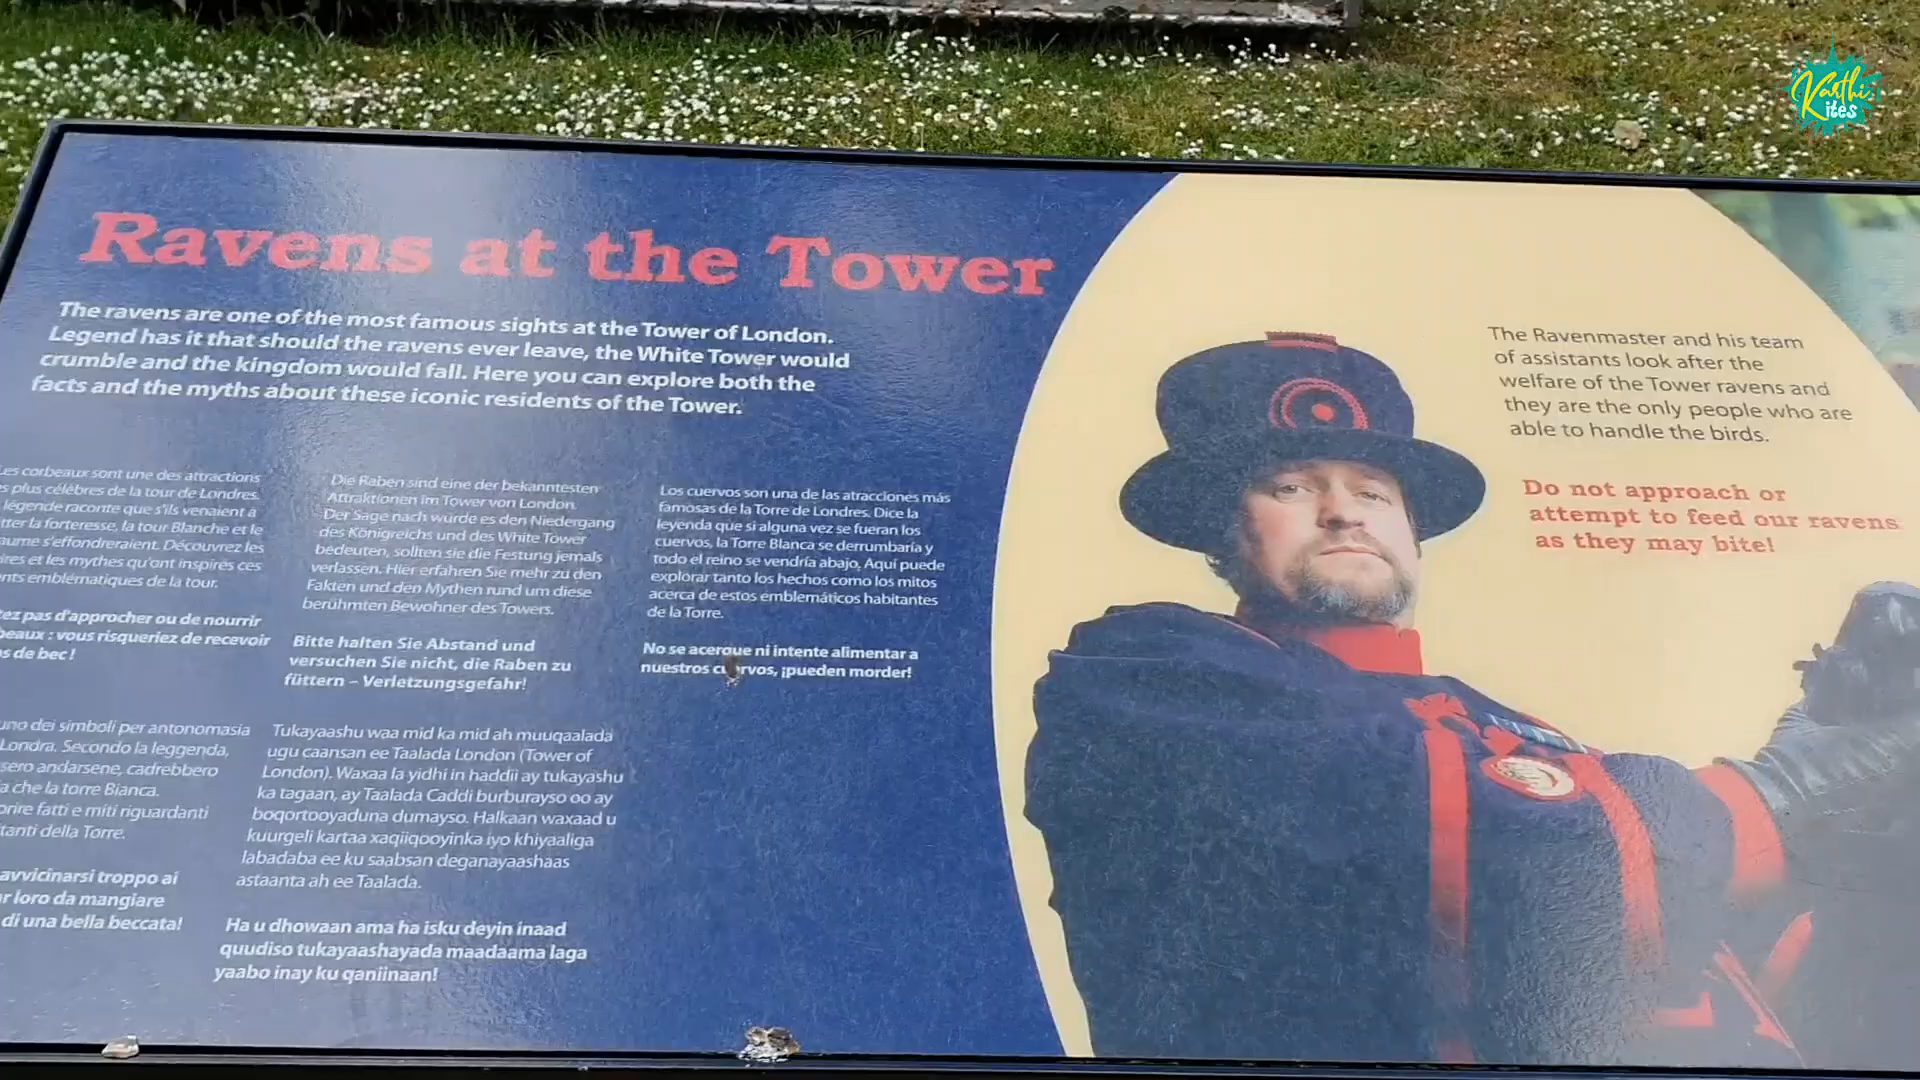 Karthi
Kites
Ravens at the Tower
The ravens are one of the most famous sights at the Tower of London.
Legend has it that should the ravens ever leave, the White Tower would
crumble and the kingdom would fall. Here you can explore both the
facts and the myths about these iconic residents of the Tower.
Les corbeaux sont une des attractions
plus célèbres de la tour de Londres.
légende raconte que s'ils venaient à
la forteresse, la tour Blanche et le
s'effondreraient. Découvrez les
et les mythes qu'ont inspirés ces
emblématiques de la tour.
pas d'approcher ou de nourrir
: vous risqueriez de recevoir
de bec !
Die Raben sind eine der bekanntesten
Attraktionen im Tower von London.
Der Sage nach würde es den Niedergang
des Königreichs und des White Tower
bedeuten, sollten sie die Festung jemals
verlassen. Hier erfahren Sie mehr zu den
Fakten und den Mythen rund um diese
berühmten Bewohner des Towers.
Bitte halten Sie Abstand und
versuchen Sie nicht, die Raben zu
füttern – Verletzungsgefahr!
Los cuervos son una de las atracciones más
famosas de la Torre de Londres. Dice la
leyenda que si alguna vez se fueran los
cuervos, la Torre Blanca se derrumbaría y
todo el reino se vendría abajo. Aquí puede
explorar tanto los hechos como los mitos
acerca de estos emblemáticos habitantes
de la Torre.
No se acerque ni intente alimentar a
nuestros cuervos, ¡pueden morder!
uno dei simboli per antonomasia
Londra. Secondo la leggenda,
andarsene, cadrebbero
che la torre Bianca.
fatti e miti riguardanti
della Torre.
avvicinarsi troppo ai
loro da mangiare
di una bella beccata!
Tukayaashu waa mid ka mid ah muuqaalada
ugu caansan ee Taalada London (Tower of
London). Waxaa la yidhi in haddii ay tukayashu
ka tagaan, ay Taalada Caddi burburayso oo ay
boqortooyaduna dumayso. Halkaan waxaad u
kuurgeli kartaa xaqiiqooyinka iyo khiyaaliga
labadaba ee ku saabsan deganayaashaas
astaanta ah ee Taalada.
Ha u dhowaan ama ha isku deyin inaad
quudiso tukayaashayada maadaama laga
yaabo inay ku qaniinaan!
The Ravenmaster and his team
of assistants look after the
welfare of the Tower ravens and
they are the only people who are
able to handle the birds.
Do not approach or
attempt to feed our ravens
as they may bite!